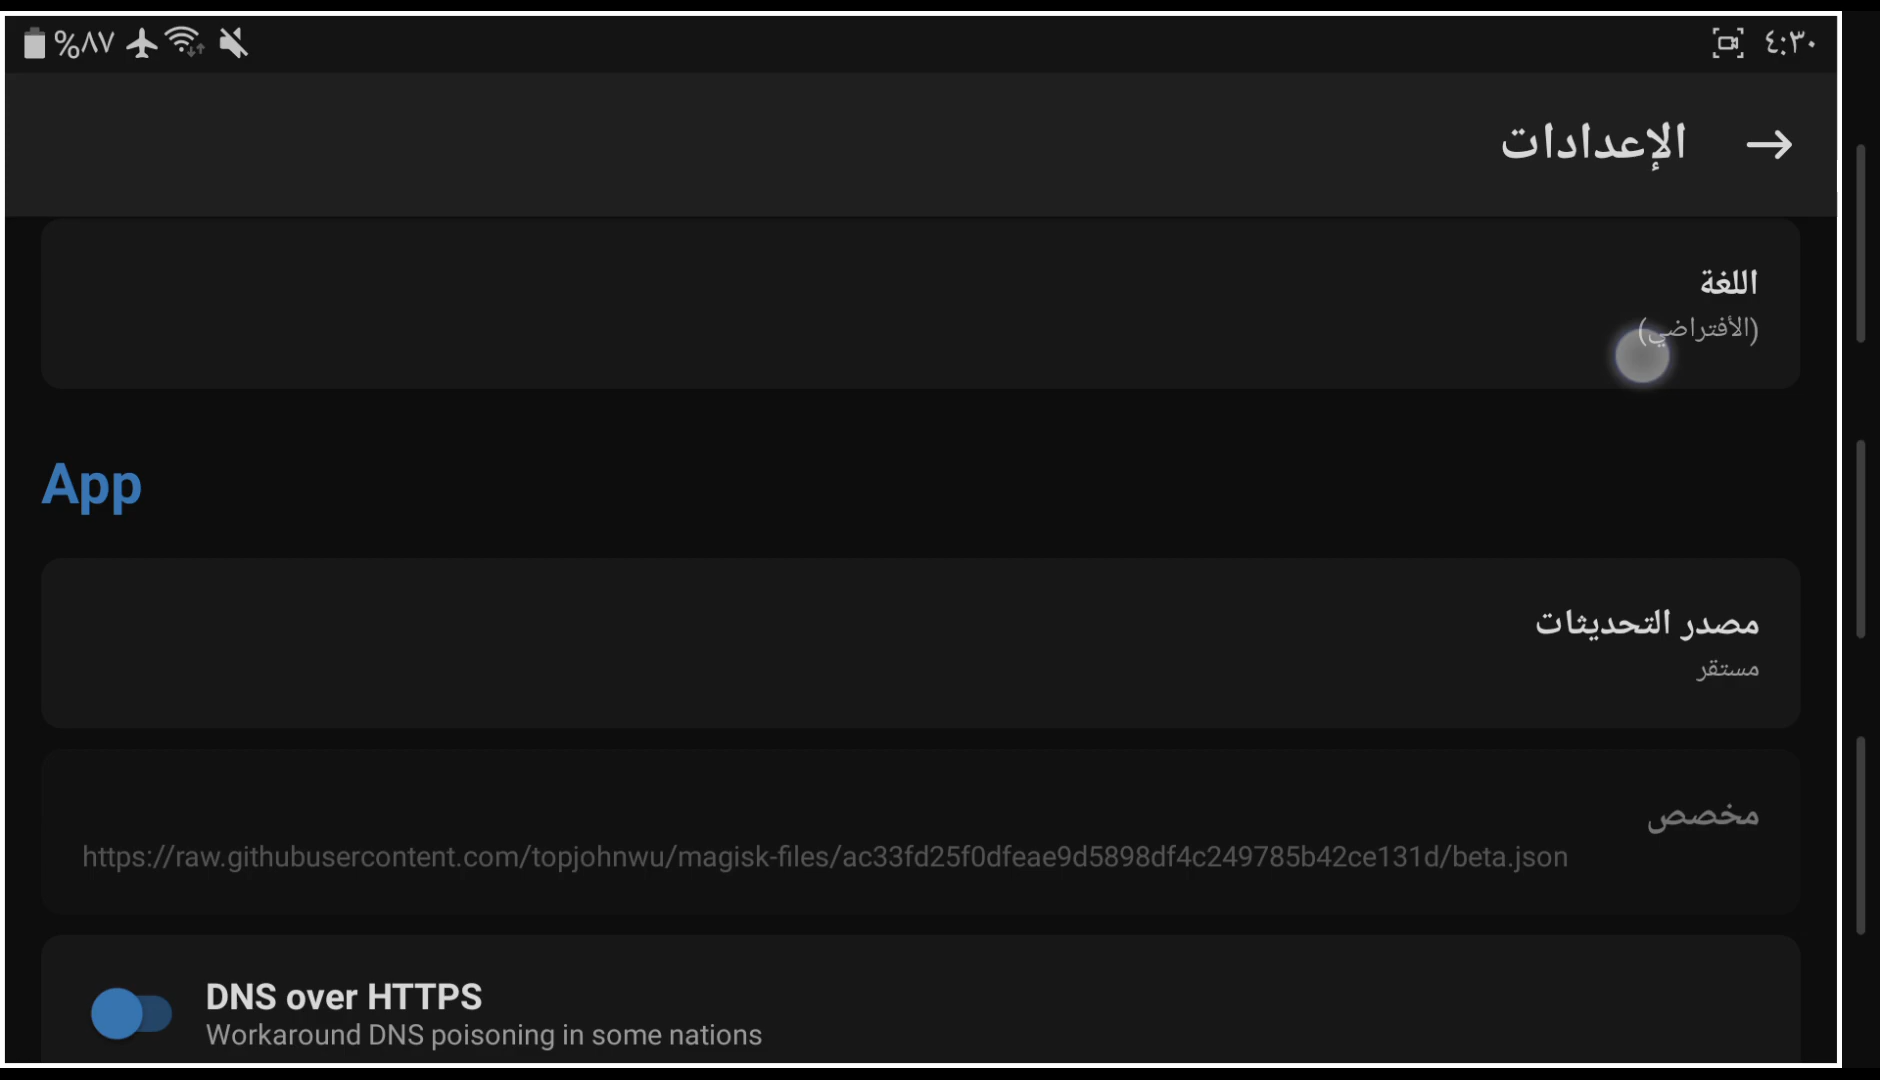 %٨٧
٤:٣٠
الإعدادات
اللغة
(الأفتراضي)
App
مصدر التحديثات
مستقر
مخصص
https://raw.githubusercontent.com/topjohnwu/magisk-files/ac33fd25f0dfeae9d5898df4c249785b42ce131d/beta.json
DNS over HTTPS
Workaround DNS poisoning in some nations